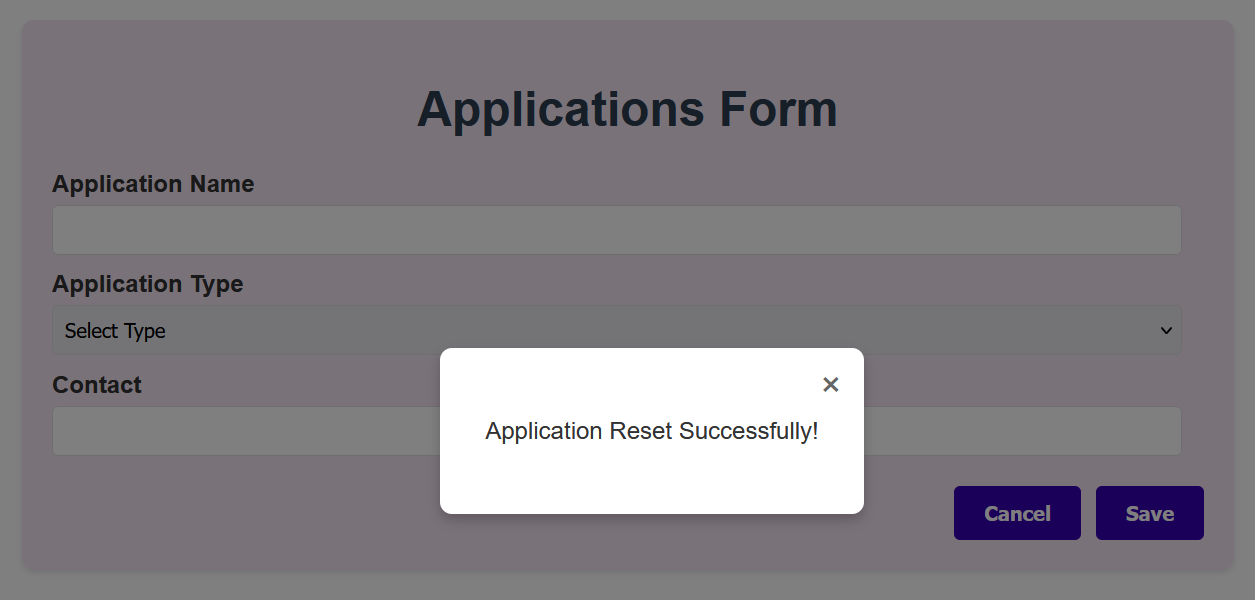 Applications Form
Application Name
Application Type
Select Type
Contact
×
Application Reset Successfully!
Cancel
Save